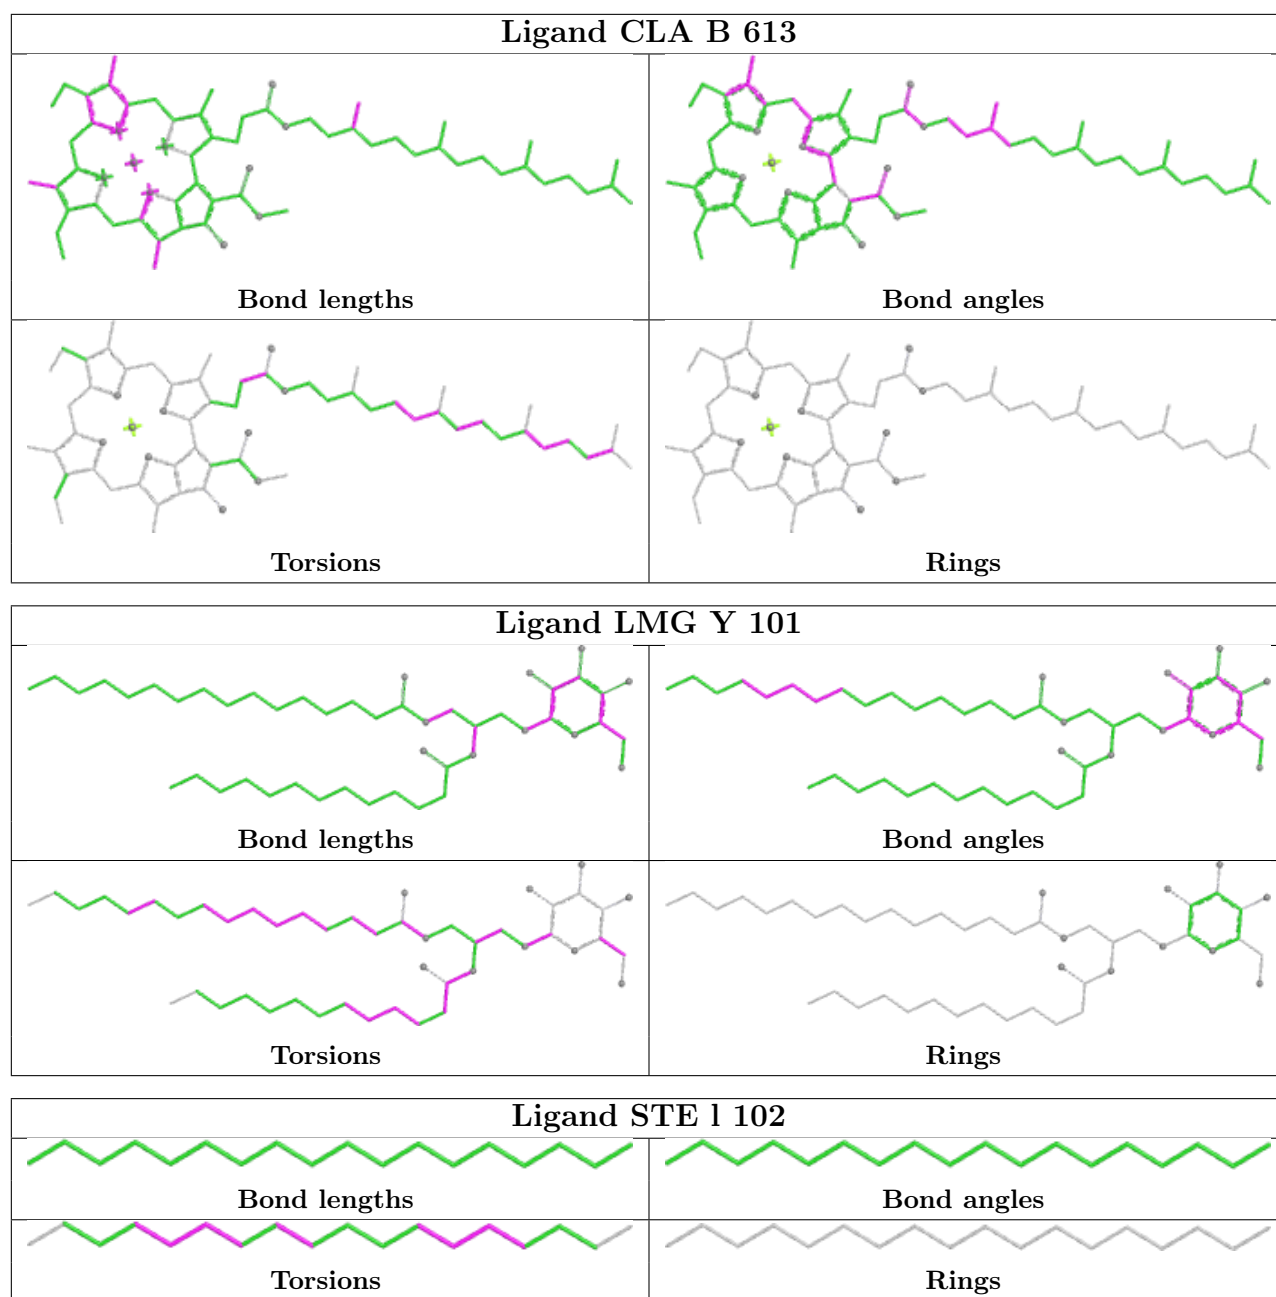 Ligand CLA B 613
Bond lengths
Bond angles
Torsions
Rings
Ligand LMG Y 101
Bond lengths
Bond angles
Torsions
Rings
Ligand STE l 102
Bond lengths
Bond angles
Torsions
Rings